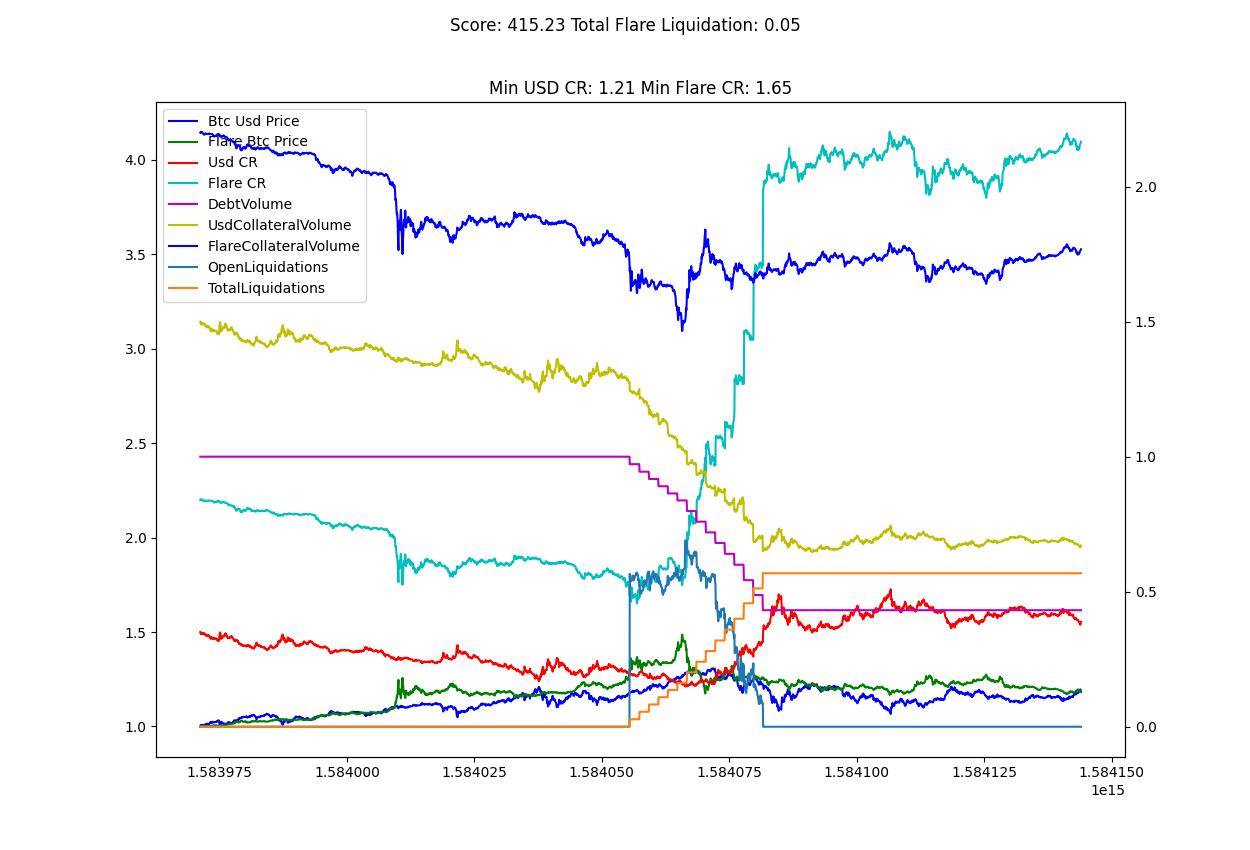 Score: 415.23 Total Flare Liquidation: 0.05
Min USD CR: 1.21 Min Flare CR: 1.65
Btc Usd Price
Flare Btc Price
Usd CR
Flare CR
DebtVolume
UsdCollateralVolume
FlareCollateralVolume
OpenLiquidations
TotalLiquidations
4.0
3.5
3.0
2.5
2.0
1.5
1.0
2.0
1.5
1.0
0.5
0.0
1.583975 1.584000 1.584025 1.584050 1.584075 1.584100 1.584125 1.584150
1e15